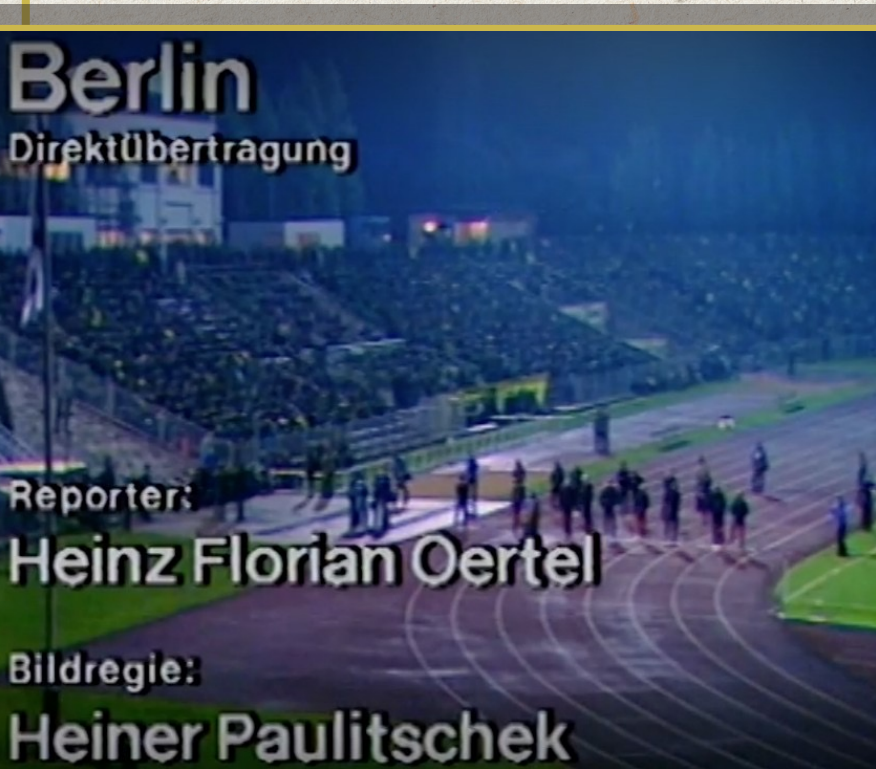 Berlin
Direktübertragung
Reporter:
Heinz Florian Oertel
Bildregie:
Heiner Paulitschek